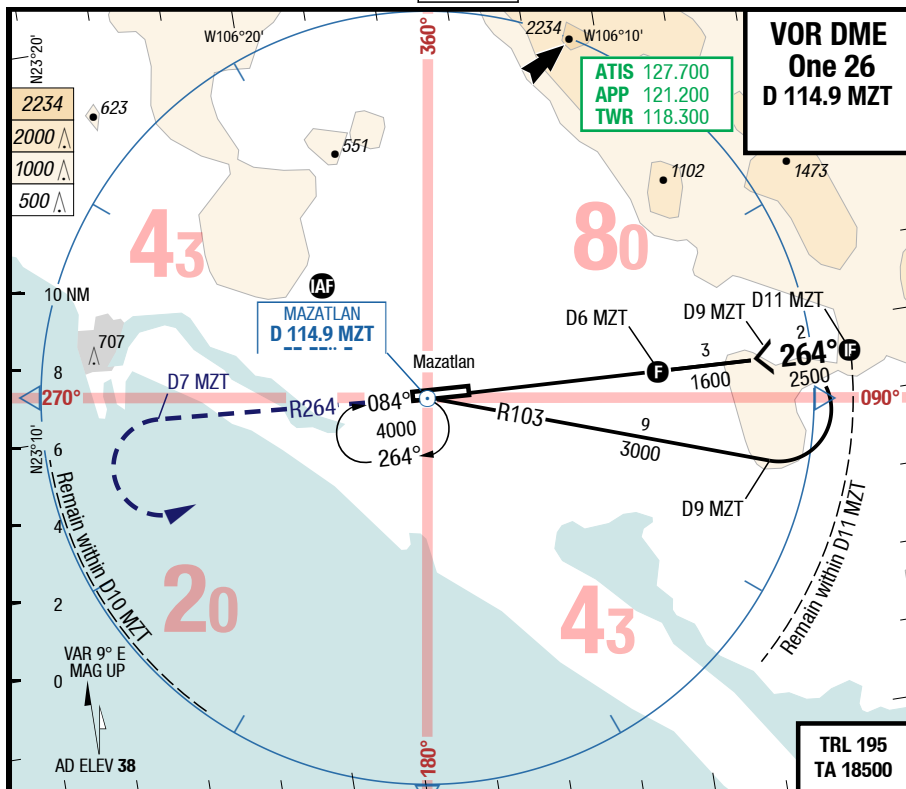 VOR DME
One 26
D 114.9 MZT
N23°20'
W106°20'
360°
2234
W106°10'
ATIS 127.700
APP 121.200
TWR 118.300
2234
2000
1000
500
623
551
1102
1473
43
80
IAF
MAZATLAN
D 114.9 MZT
10 NM
707
8
D7 MZT
Mazatlan
D6 MZT
D9 MZT
D11 MZT
F
3
1600
2
264°
IF
2500
270°
R264
084°
4000
264°
R103
9
3000
090°
N23°10'
6
D9 MZT
4
Remain within D10 MZT
Remain within D11 MZT
20
43
2
VAR 9° E
MAG UP
0
AD ELEV 38
180°
TRL 195
TA 18500